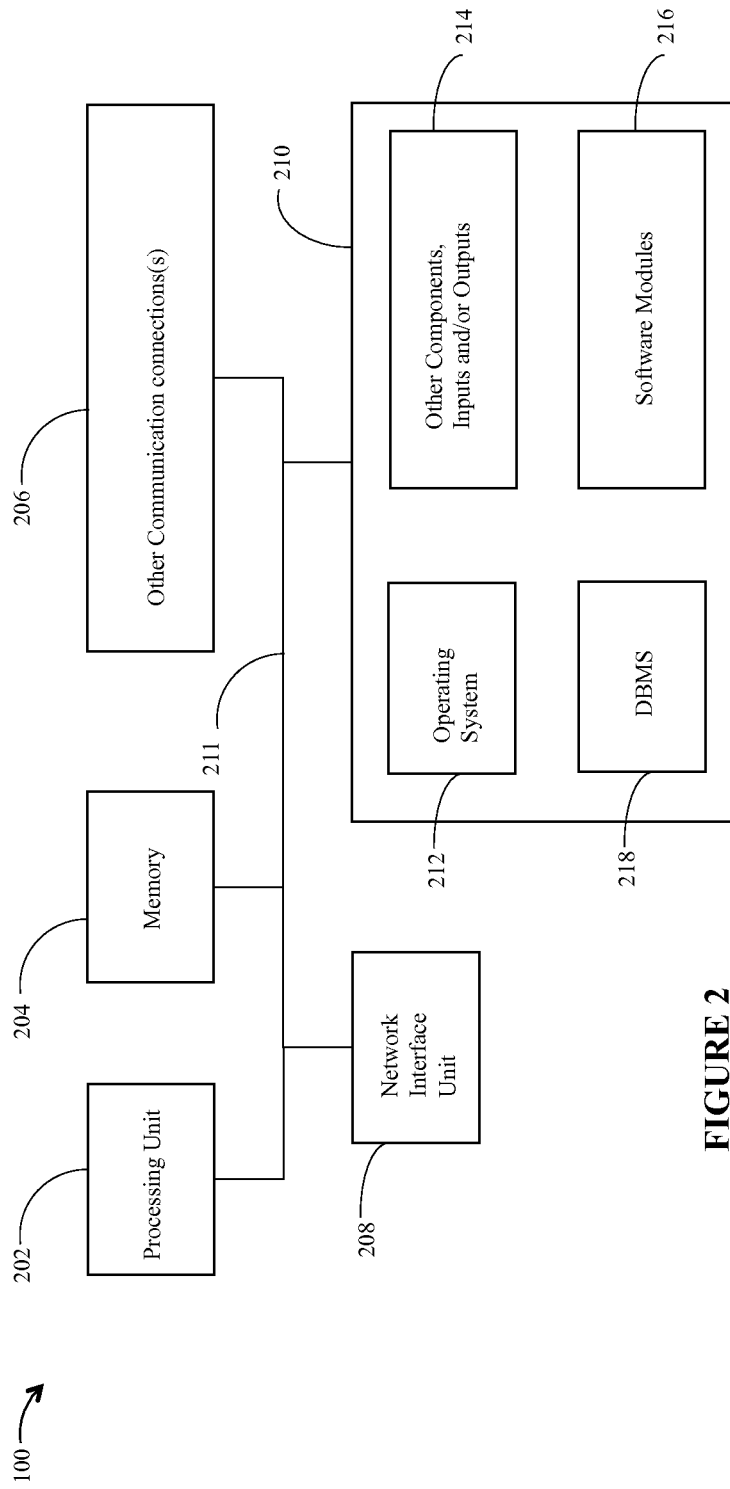 100
202
204
206
Processing Unit
Memory
Other Communication connections(s)
211
210
208
Network
Interface
Unit
212
Operating
System
214
Other Components,
Inputs and/or Outputs
218
DBMS
216
Software Modules
FIGURE 2